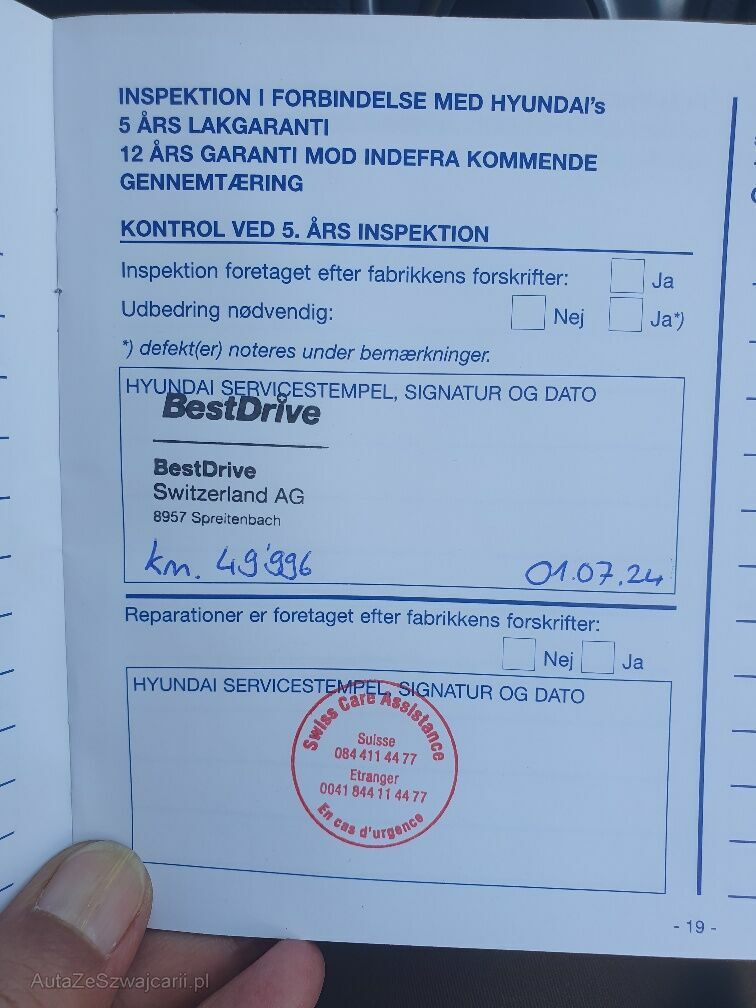 INSPEKTION I FORBINDELSE MED HYUNDAI's
5 ÅRS LAKGARANTI
12 ÅRS GARANTI MOD INDEFRA KOMMENDE
GENNEMTÆRING
KONTROL VED 5. ÅRS INSPEKTION
Inspektion foretaget efter fabrikkens forskrifter: Ja
Udbedring nødvendig: Nej Ja*)
*) defekt(er) noteres under bemærkninger.
HYUNDAI SERVICESTEMPEL, SIGNATUR OG DATO
BestDrive
BestDrive
Switzerland AG
8957 Spreitenbach
km. 49'996 01.07.24
Reparationer er foretaget efter fabrikkens forskrifter:
Nej Ja
HYUNDAI SERVICESTEMPEL, SIGNATUR OG DATO
Swiss Care Assistance
Suisse
084 411 44 77
Etranger
0041 844 11 44 77
En cas d'urgence
- 19 -
AutaZeSzwajcarii.pl